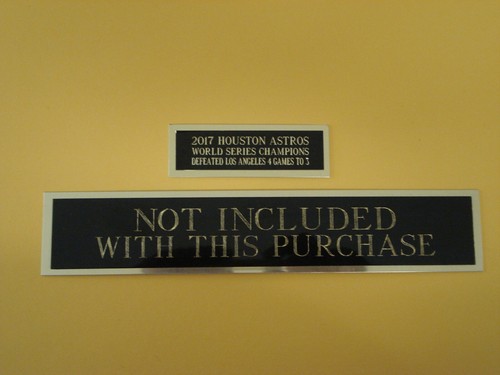 2017 HOUSTON ASTROS
WORLD SERIES CHAMPIONS
DEFEATED LOS ANGELES 4 GAMES TO 3
NOT INCLUDED
WITH THIS PURCHASE